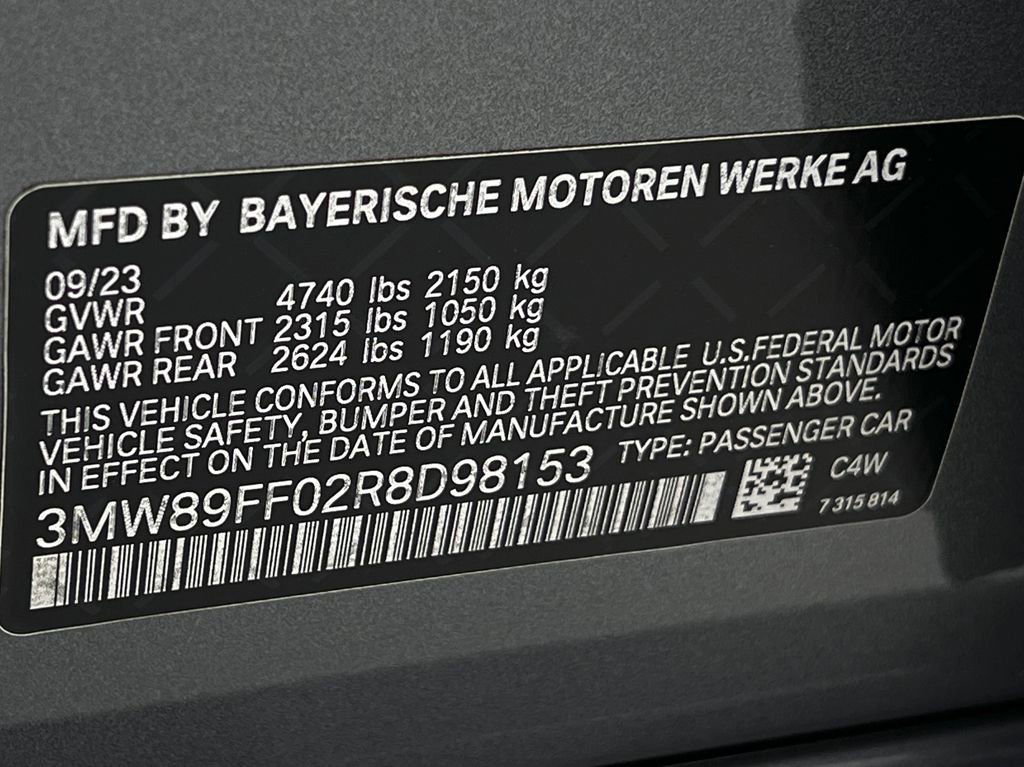 MFD BY BAYERISCHE MOTOREN WERKE AG
09/23
GVWR 4740 lbs 2150 kg
GAWR FRONT 2315 lbs 1050 kg
GAWR REAR 2624 lbs 1190 kg
THIS VEHICLE CONFORMS TO ALL APPLICABLE U.S.FEDERAL MOTOR
VEHICLE SAFETY, BUMPER AND THEFT PREVENTION STANDARDS
IN EFFECT ON THE DATE OF MANUFACTURE SHOWN ABOVE.
3MW89FF02R8D98153 TYPE: PASSENGER CAR
C4W
7 315 814